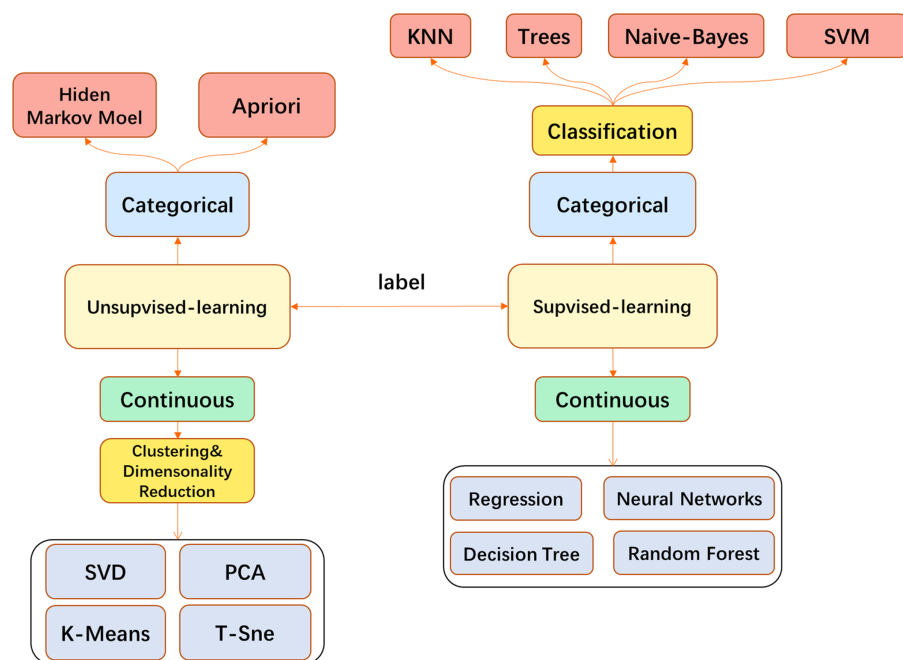 KNN
Trees
Naive-Bayes
SVM
Hiden
Markov Moel
Apriori
Classification
Categorical
Categorical
Unsupvised-learning
label
Supvised-learning
Continuous
Continuous
Clustering&
Dimensonality
Reduction
Regression
Neural Networks
Decision Tree
Random Forest
SVD
PCA
K-Means
T-Sne